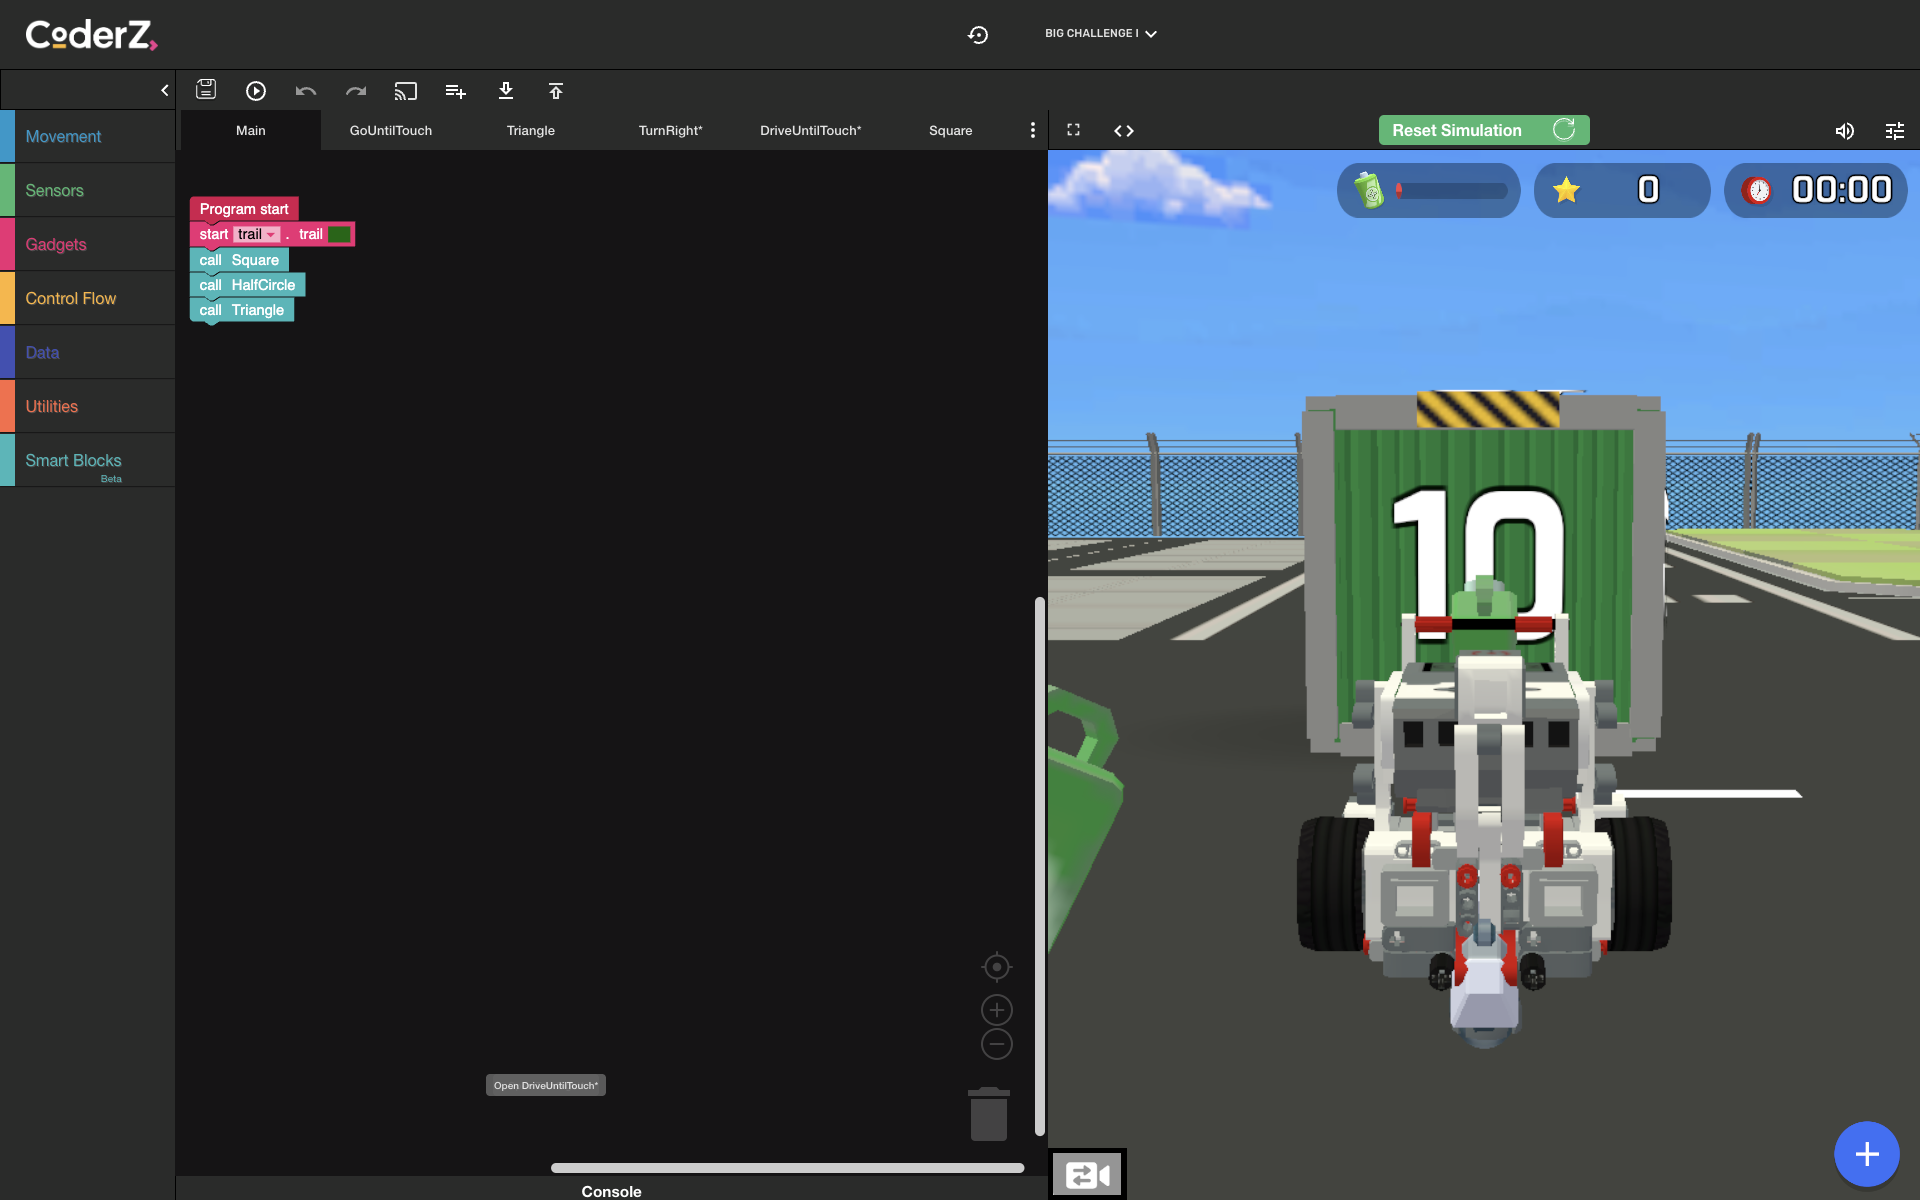 CoderZ
BIG CHALLENGE I
Movement
Sensors
Gadgets
Control Flow
Data
Utilities
Smart Blocks
Beta
Main
GoUntilTouch
Triangle
TurnRight*
DriveUntilTouch*
Square
Program start
start trail . trail
call Square
call HalfCircle
call Triangle
Open DriveUntilTouch*
Console
Reset Simulation
0
00:00
10